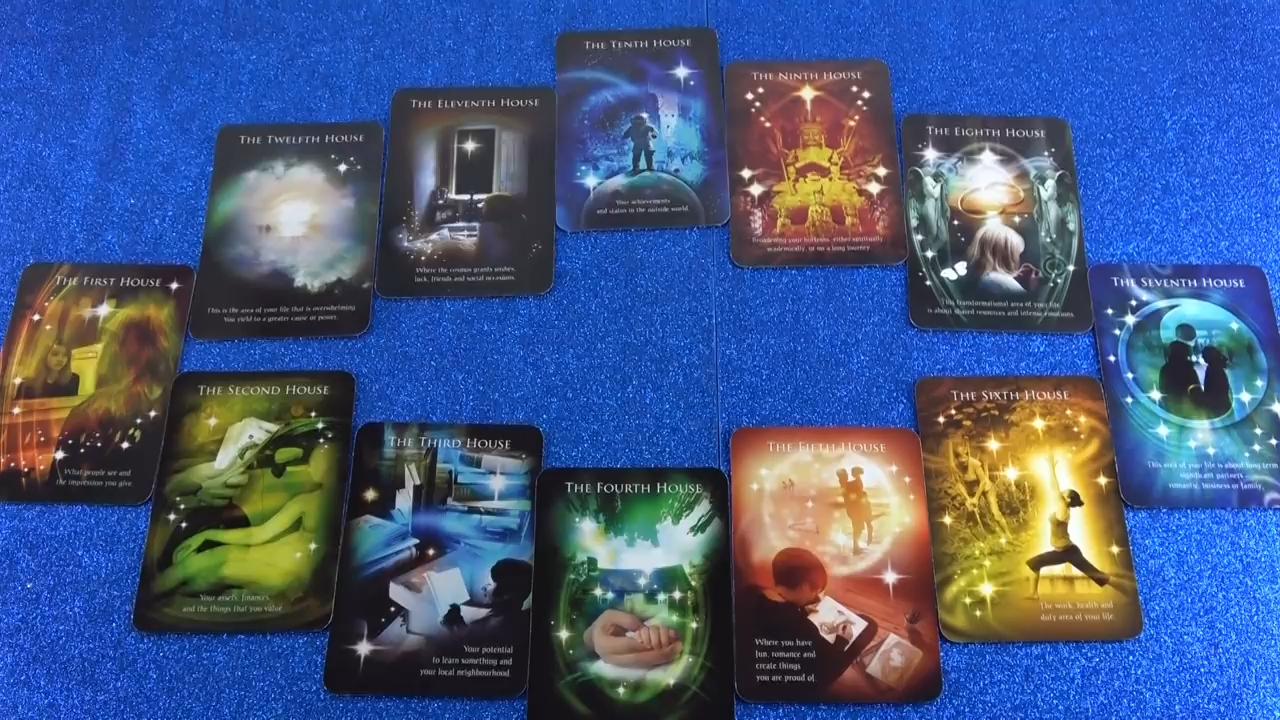 The Tenth House
Your achievements
and status in the outside world.
The Ninth House
Broadening your horizons, either spiritually
academically, or on a long journey.
The Eleventh House
Where the cosmos grants wishes,
luck, friends and social occasions.
The Eighth House
This transformational area of your life
is about shared resources and intense emotions.
The Twelfth House
This is the area of your life that is overwhelming
You yield to a greater cause or power.
The First House
What people see and
the impression you give.
The Seventh House
This area of your life is about long term
significant partners
romantic, business or family.
The Second House
Your assets, finances,
and the things that you value
The Sixth House
The work, health and
duty area of your life.
The Third House
Your potential
to learn something and
your local neighbourhood.
The Fifth House
Where you have
fun, romance and
create things
you are proud of.
The Fourth House